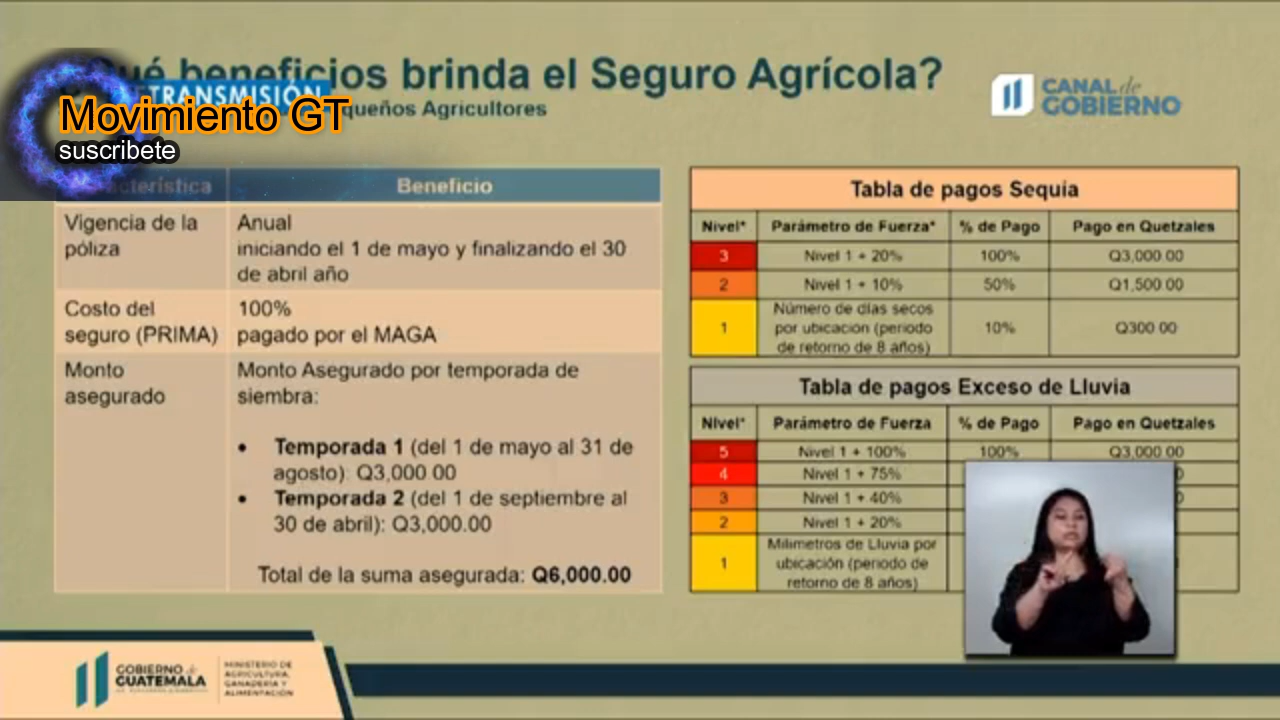 ué beneficios brinda el Seguro Agrícola?
TRANSMISIÓN
Movimiento GT
queños Agricultores
suscribete
CANAL de
GOBIERNO
acterística Beneficio
Vigencia de la póliza
Anual
iniciando el 1 de mayo y finalizando el 30
de abril año
Costo del
seguro (PRIMA)
100%
pagado por el MAGA
Monto
asegurado
Monto Asegurado por temporada de
siembra:
• Temporada 1 (del 1 de mayo al 31 de
agosto): Q3,000.00
• Temporada 2 (del 1 de septiembre al
30 de abril): Q3,000.00
Total de la suma asegurada: Q6,000.00
Tabla de pagos Sequía
Nivel* Parámetro de Fuerza* % de Pago Pago en Quetzales
3 Nivel 1 + 20% 100% Q3,000.00
2 Nivel 1 + 10% 50% Q1,500.00
1 Número de días secos
por ubicación (periodo
de retorno de 8 años)
10% Q300.00
Tabla de pagos Exceso de Lluvia
Nivel* Parámetro de Fuerza % de Pago Pago en Quetzales
5 Nivel 1 + 100% 100% Q3,000.00
4 Nivel 1 + 75%
3 Nivel 1 + 40%
2 Nivel 1 + 20%
1 Milimetros de Lluvia por
ubicación (periodo de
retorno de 8 años)
GOBIERNO de
GUATEMALA
MINISTERIO DE
AGRICULTURA,
GANADERÍA Y
ALIMENTACIÓN